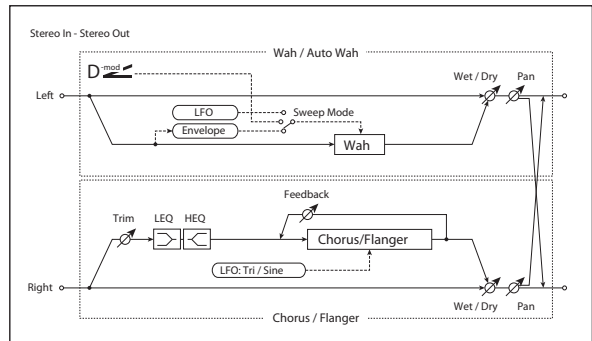 Stereo In - Stereo Out
Wah / Auto Wah
D-mod
Wet / Dry
Pan
Left
LFO
Sweep Mode
Envelope
Wah
Feedback
Trim
LEQ
HEQ
Chorus/Flanger
LFO: Tri / Sine
Right
Wet / Dry
Pan
Chorus / Flanger